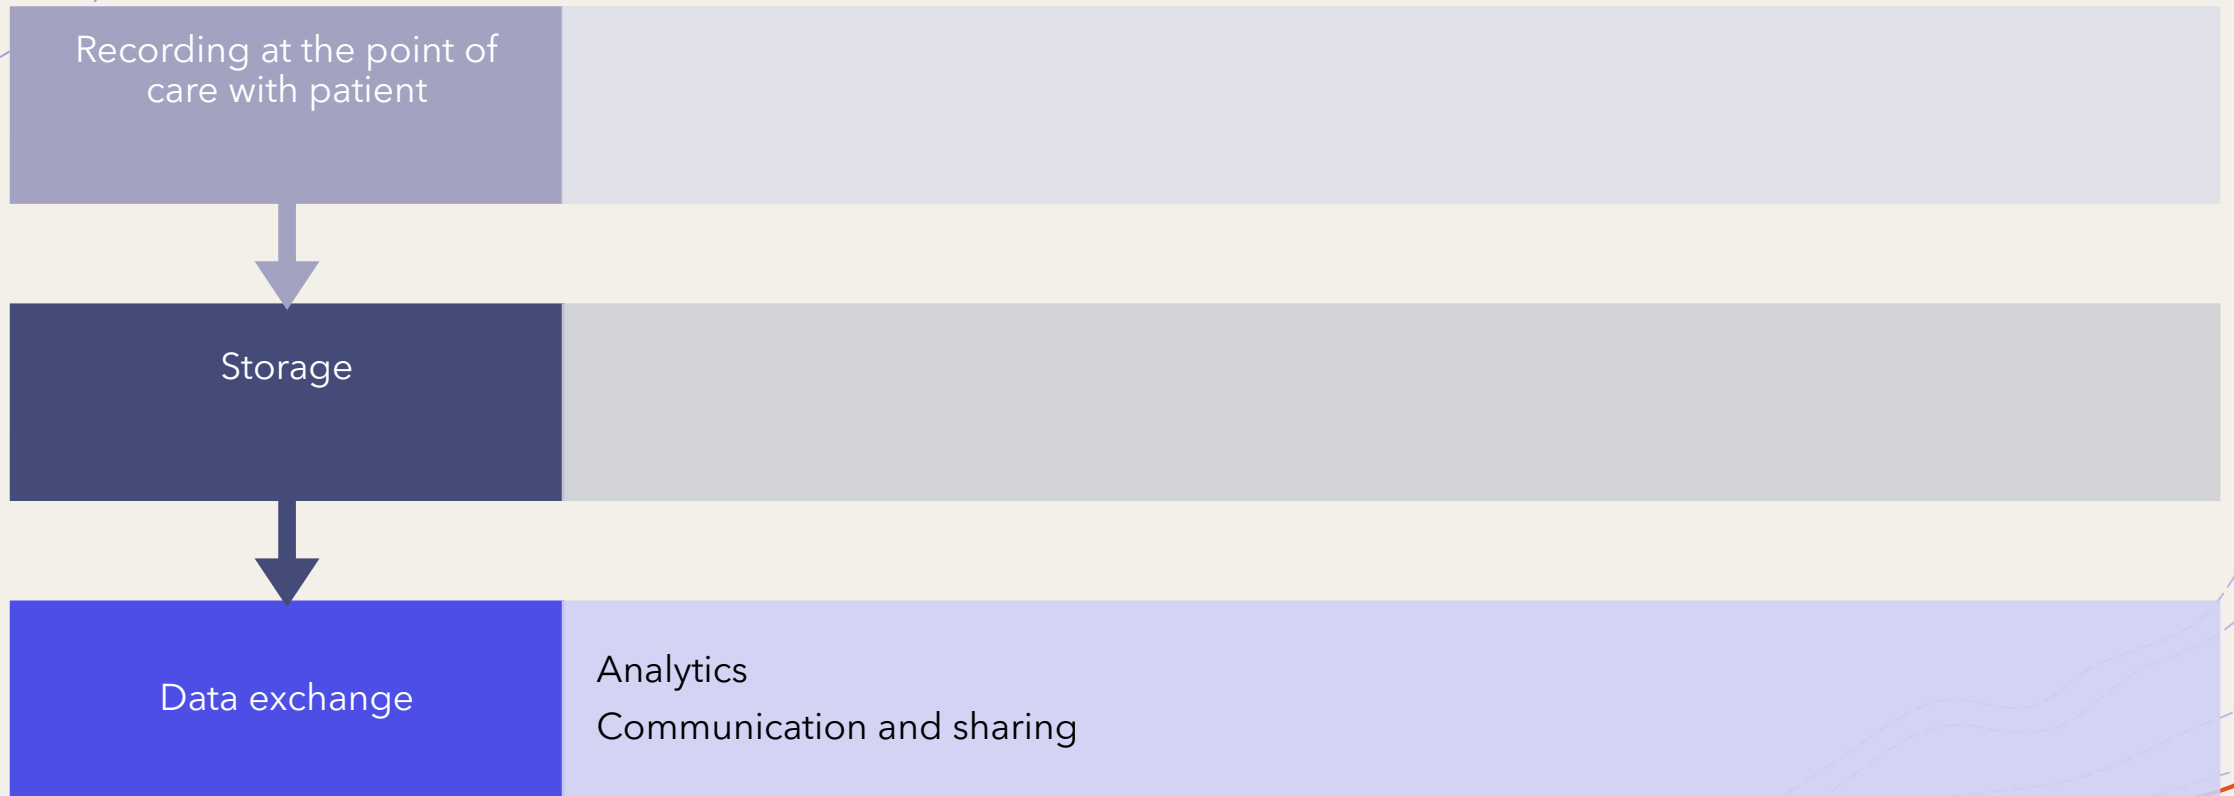 Recording at the point of
care with patient
Storage
Data exchange
Analytics
Communication and sharing